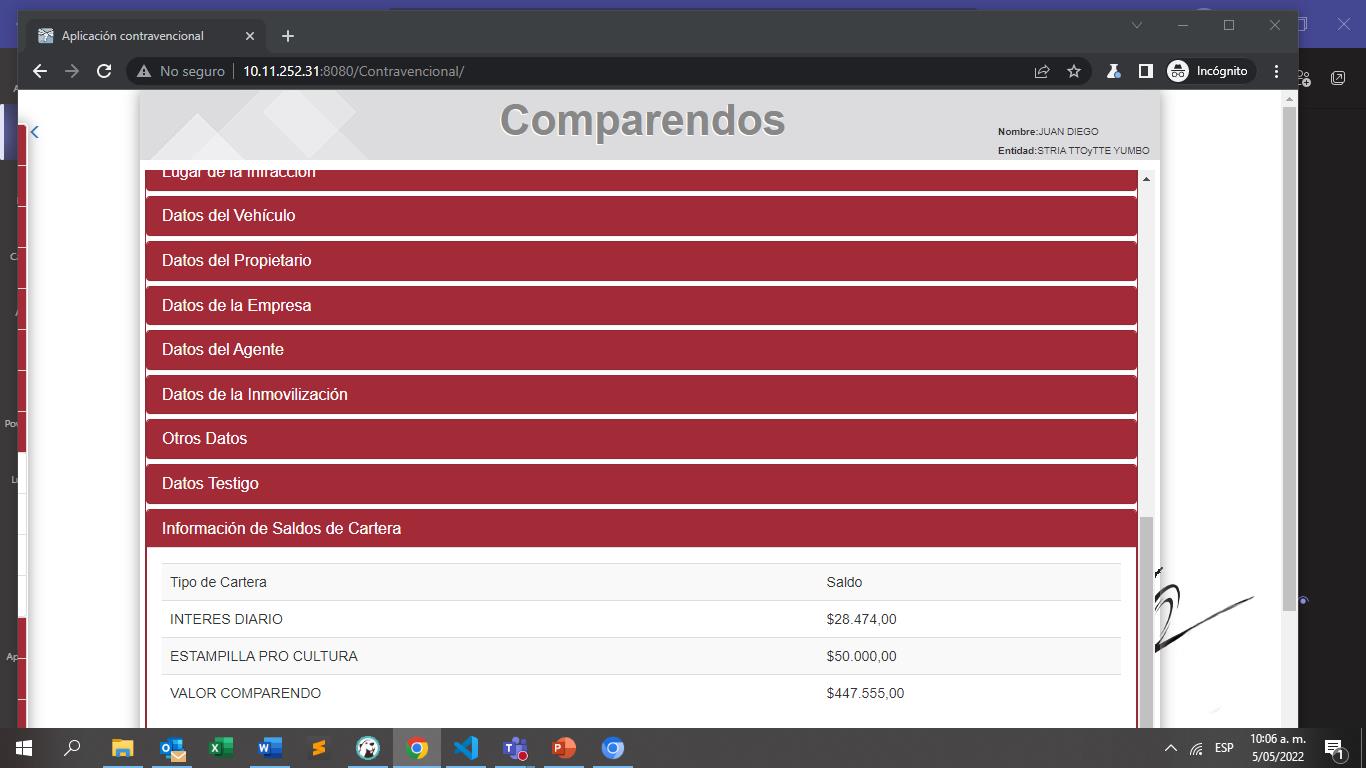 Aplicación contravencional
No seguro
10.11.252.31:8080/Contravencional/
Incógnito
Comparendos
Nombre:JUAN DIEGO
Entidad:STRIA TTOyTTE YUMBO
Lugar de la Infracción
Datos del Vehículo
Datos del Propietario
Datos de la Empresa
Datos del Agente
Datos de la Inmovilización
Otros Datos
Datos Testigo
Información de Saldos de Cartera
Tipo de Cartera Saldo
INTERES DIARIO $28.474,00
ESTAMPILLA PRO CULTURA $50.000,00
VALOR COMPARENDO $447.555,00
ESP
10:06 a. m.
5/05/2022
1